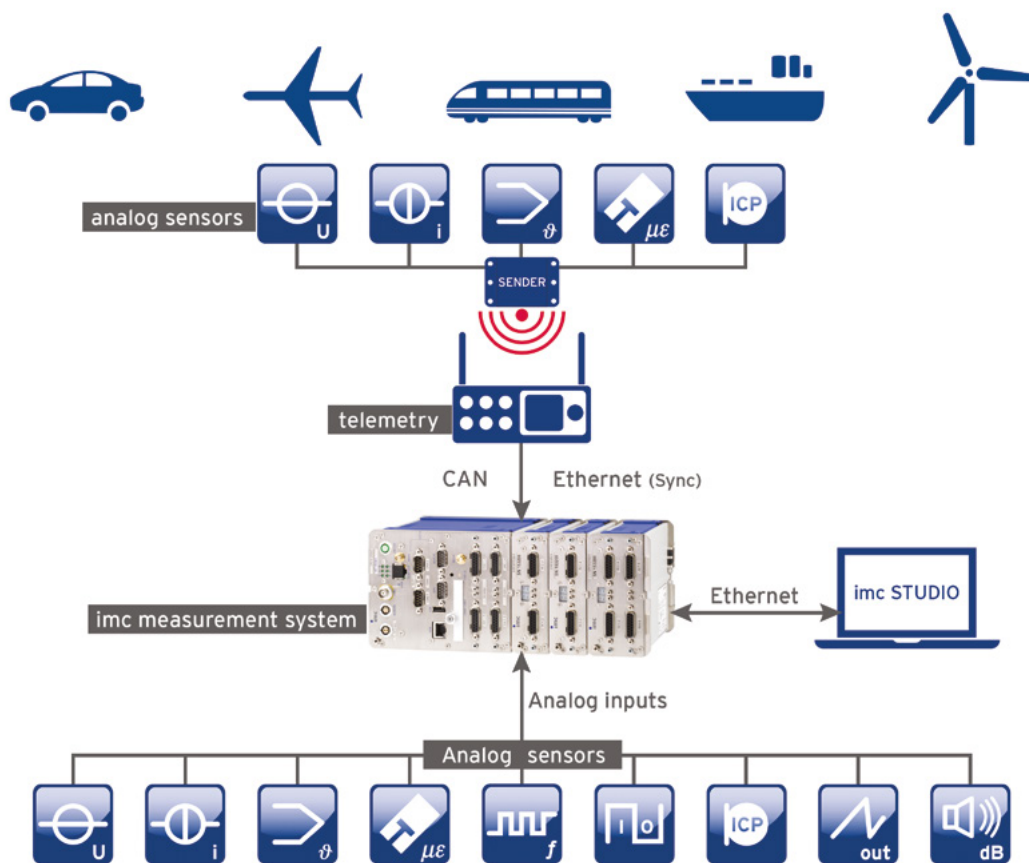 analog sensors
U
i
ϑ
με
ICP
SENDER
telemetry
CAN
Ethernet (Sync)
imc measurement system
Ethernet
imc STUDIO
Analog inputs
Analog sensors
U
i
ϑ
με
f
I O
ICP
out
dB